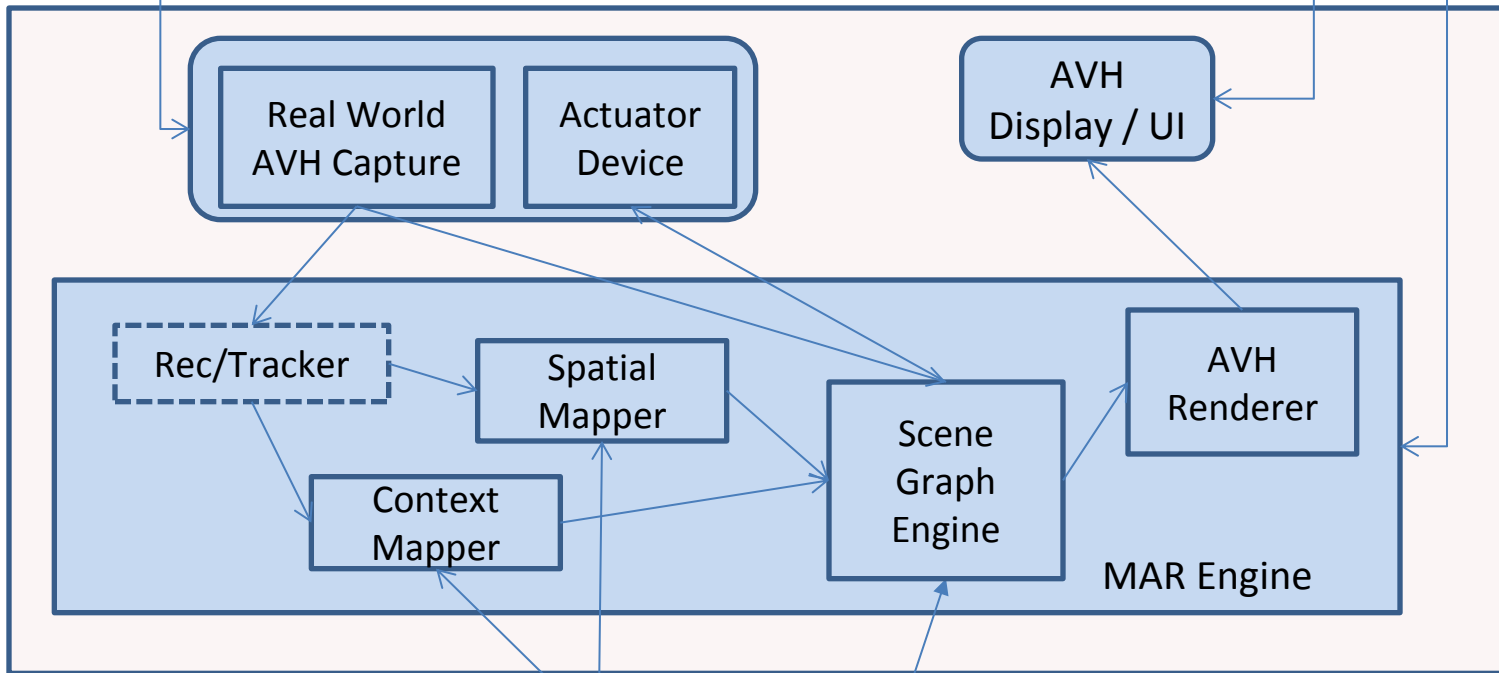 Real World
AVH Capture
Actuator
Device
AVH
Display / UI
Rec/Tracker
Spatial
Mapper
Context
Mapper
Scene
Graph
Engine
AVH
Renderer
MAR Engine